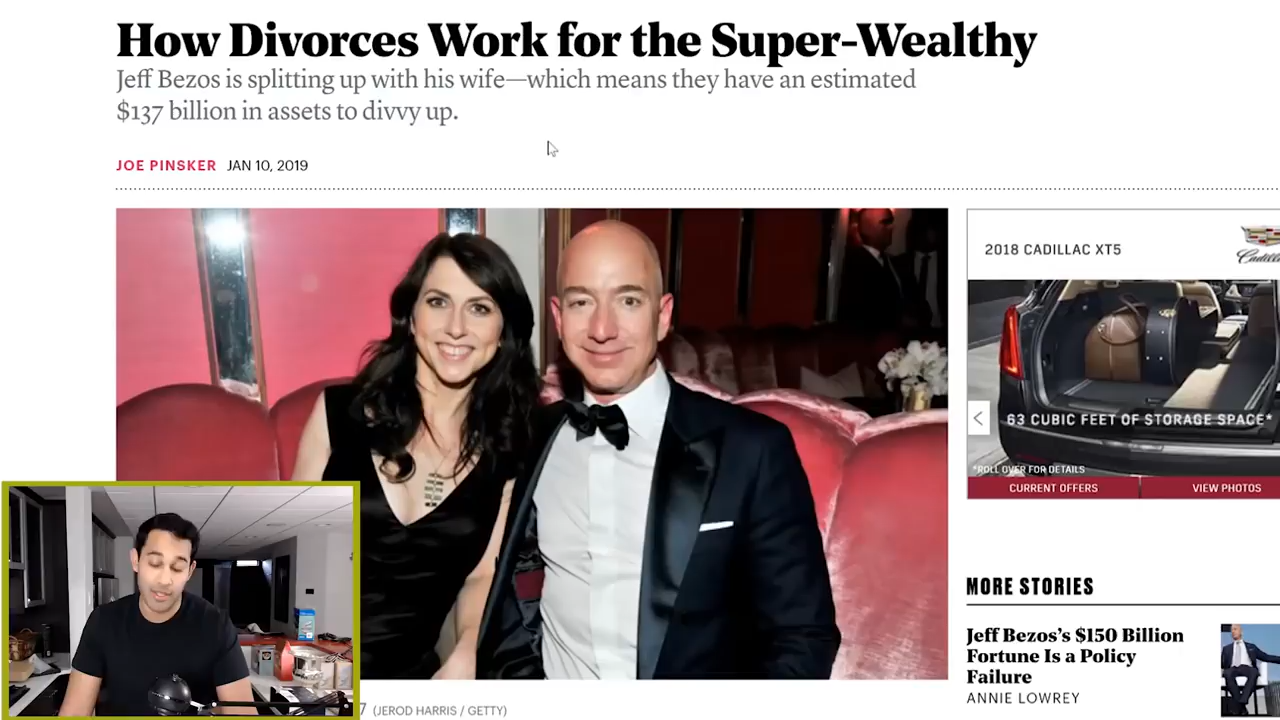 How Divorces Work for the Super-Wealthy
Jeff Bezos is splitting up with his wife—which means they have an estimated
$137 billion in assets to divvy up.
JOE PINSKER JAN 10, 2019
2018 CADILLAC XT5
63 CUBIC FEET OF STORAGE SPACE*
*ROLL OVER FOR DETAILS
CURRENT OFFERS
VIEW PHOTOS
7 (JEROD HARRIS / GETTY)
MORE STORIES
Jeff Bezos's $150 Billion
Fortune Is a Policy
Failure
ANNIE LOWREY